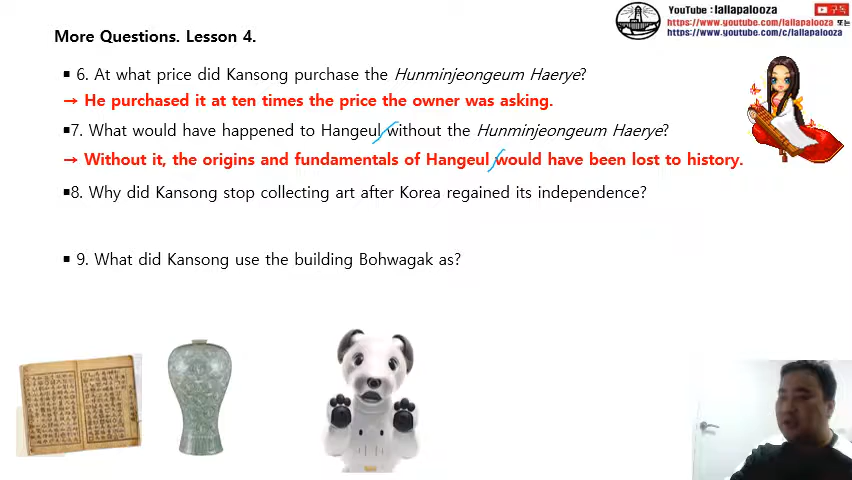 YouTube : lallapalooza 구독
https://www.youtube.com/lallapalooza 또는
https://www.youtube.com/c/lallapalooza
More Questions. Lesson 4.
▪ 6. At what price did Kansong purchase the Hunminjeongeum Haerye?
→ He purchased it at ten times the price the owner was asking.
▪7. What would have happened to Hangeul without the Hunminjeongeum Haerye?
→ Without it, the origins and fundamentals of Hangeul would have been lost to history.
▪8. Why did Kansong stop collecting art after Korea regained its independence?
▪ 9. What did Kansong use the building Bohwagak as?